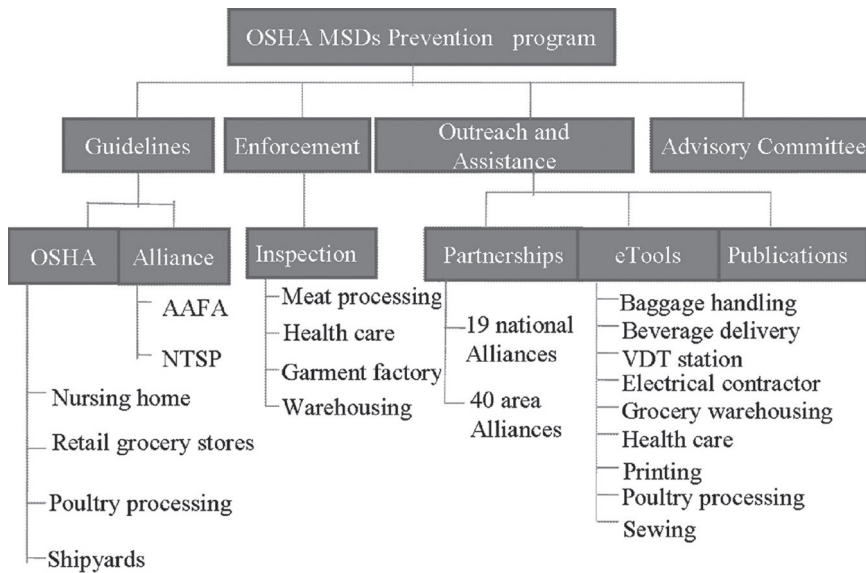 OSHA MSDs Prevention program
Guidelines
Enforcement
Outreach and
Assistance
Advisory Committee
OSHA
Alliance
Inspection
Partnerships
eTools
Publications
AAFA
NTSP
Nursing home
Retail grocery stores
Poultry processing
Shipyards
Meat processing
Health care
Garment factory
Warehousing
19 national
Alliances
40 area
Alliances
Baggage handling
Beverage delivery
VDT station
Electrical contractor
Grocery warehousing
Health care
Printing
Poultry processing
Sewing